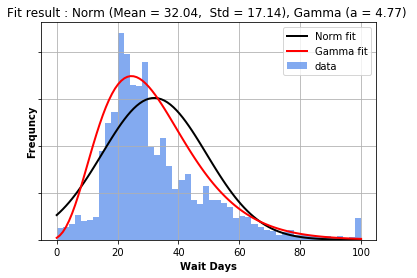 Fit result : Norm (Mean = 32.04,  Std = 17.14), Gamma (a = 4.77)
Norm fit
Gamma fit
data
Frequncy
0
20
40
60
80
100
Wait Days